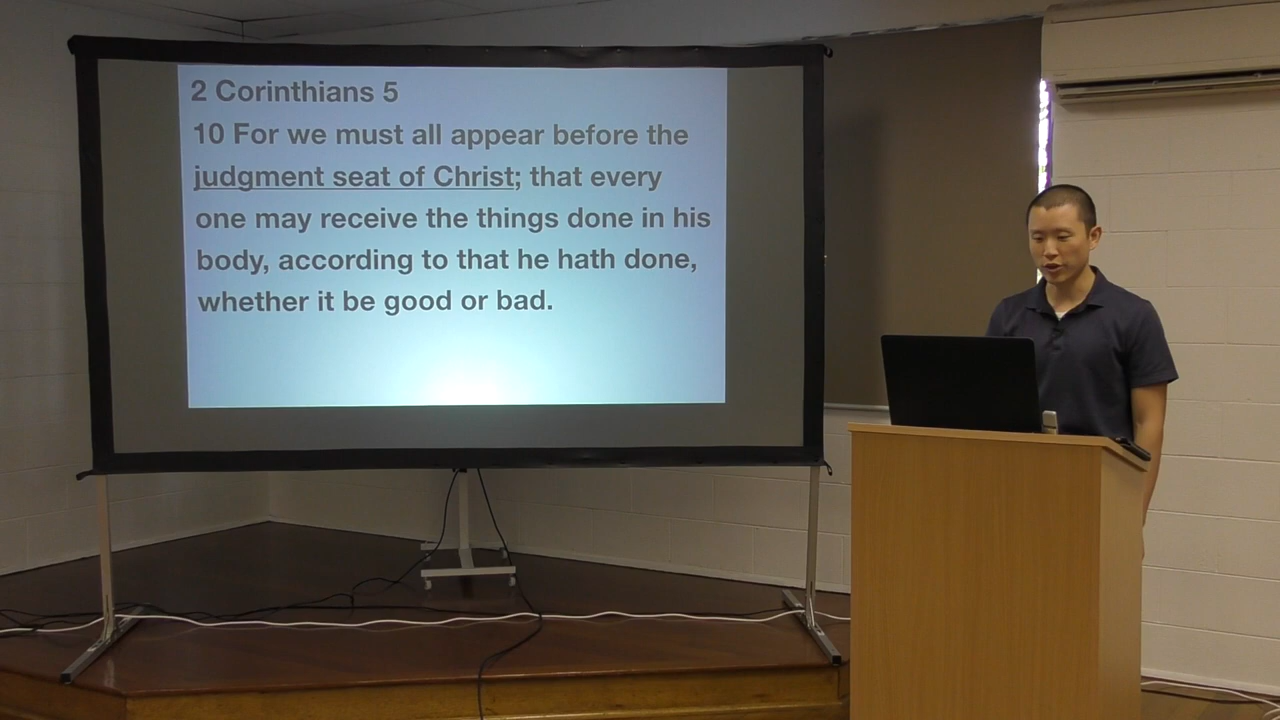 2 Corinthians 5
10 For we must all appear before the
judgment seat of Christ; that every
one may receive the things done in his
body, according to that he hath done,
whether it be good or bad.